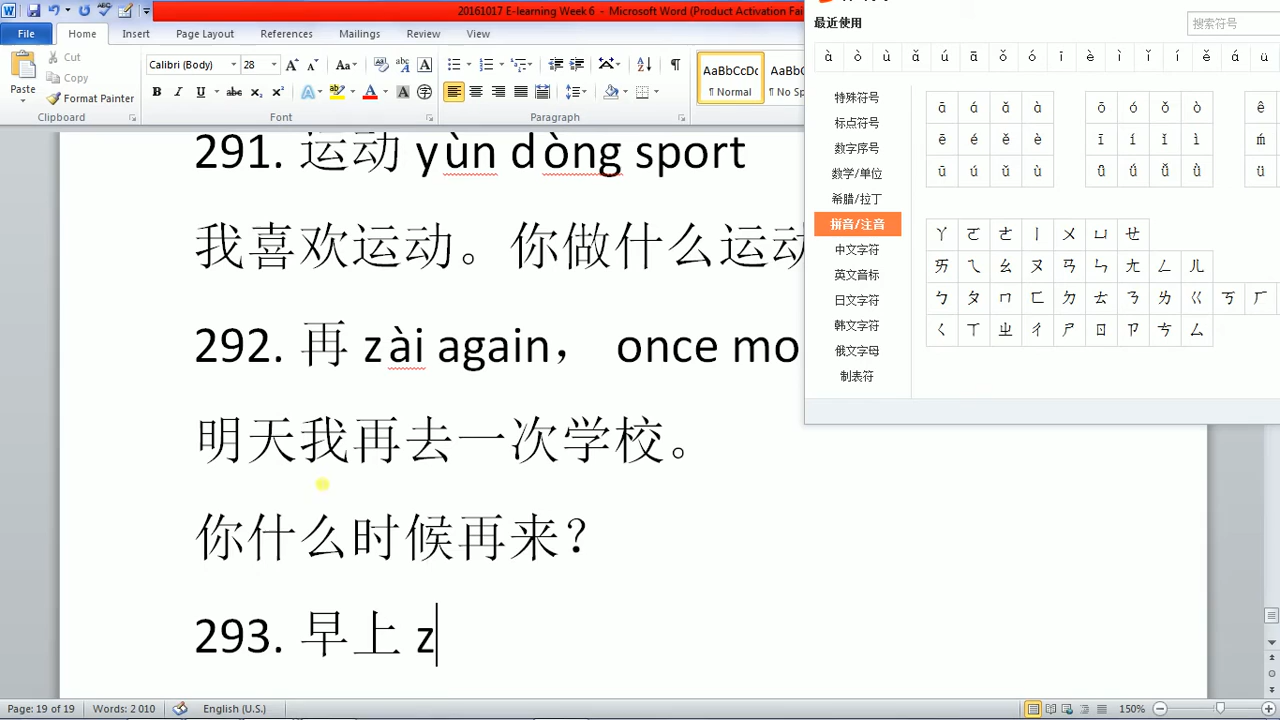 20161017 E-learning Week 6 - Microsoft Word (Product Activation Fai
File Home Insert Page Layout References Mailings Review View
最近使用
搜索符号
à ò ù ǎ ú ā ǒ ó ī è ì ǐ í ě á ü
Cut
Copy
Format Painter
Paste
Calibri (Body) 28
AaBbCcDc AaBbCcDc
¶ Normal ¶ No Sp
Clipboard Font Paragraph
特殊符号
标点符号
数字序号
数学/单位
希腊/拉丁
拼音/注音
中文字符
英文音标
日文字符
韩文字符
俄文字母
制表符
ā á ǎ à ō ó ǒ ò ê
ē é ě è ī í ǐ ì ḿ
ū ú ǔ ù ǖ ǘ ǚ ǜ ü
ㄚ ㄛ ㄜ ㄧ ㄨ ㄩ ㄝ
ㄞ ㄟ ㄠ ㄡ ㄢ ㄣ ㄤ ㄥ ㄦ
ㄅ ㄆ ㄇ ㄈ ㄉ ㄊ ㄋ ㄌ ㄍ ㄎ ㄏ
ㄑ ㄒ ㄓ ㄔ ㄕ ㄖ ㄗ ㄘ ㄙ
291. 运动 yùn dòng sport
我喜欢运动。你做什么运动
292. 再 zài again， once mo
明天我再去一次学校。
你什么时候再来？
293. 早上 z
Page: 19 of 19 Words: 2 010 English (U.S.) 150%